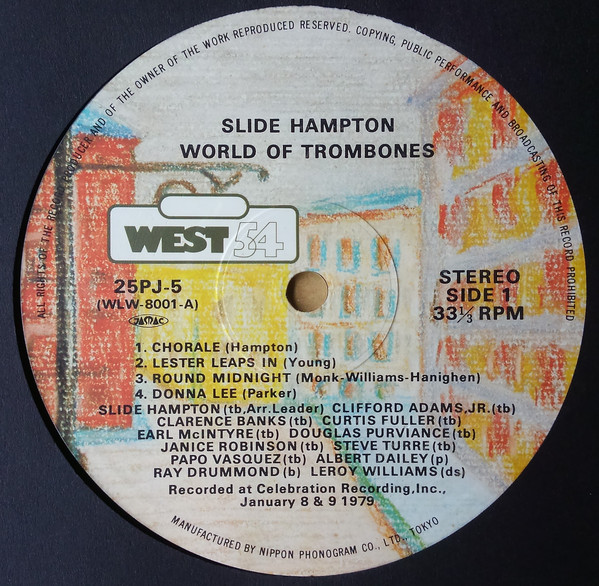 ALL RIGHTS OF THE RECORD PRODUCER AND OF THE OWNER OF THE WORK REPRODUCED RESERVED. COPYING, PUBLIC PERFORMANCE AND BROADCASTING OF THIS RECORD PROHIBITED
SLIDE HAMPTON
WORLD OF TROMBONES
WEST 54
25PJ-5
(WLW-8001-A)
JASRAC
STEREO
SIDE 1
33⅓ RPM
1. CHORALE (Hampton)
2. LESTER LEAPS IN (Young)
3. ROUND MIDNIGHT (Monk-Williams-Hanighen)
4. DONNA LEE (Parker)
SLIDE HAMPTON(tb,Arr.Leader) CLIFFORD ADAMS,JR.(tb)
CLARENCE BANKS(tb) CURTIS FULLER(tb)
EARL McINTYRE(tb) DOUGLAS PURVIANCE(tb)
JANICE ROBINSON(tb) STEVE TURRE(tb)
PAPO VASQUEZ(tb) ALBERT DAILEY(p)
RAY DRUMMOND(b) LEROY WILLIAMS(ds)
Recorded at Celebration Recording,Inc.,
January 8 & 9 1979
MANUFACTURED BY NIPPON PHONOGRAM CO., LTD., TOKYO